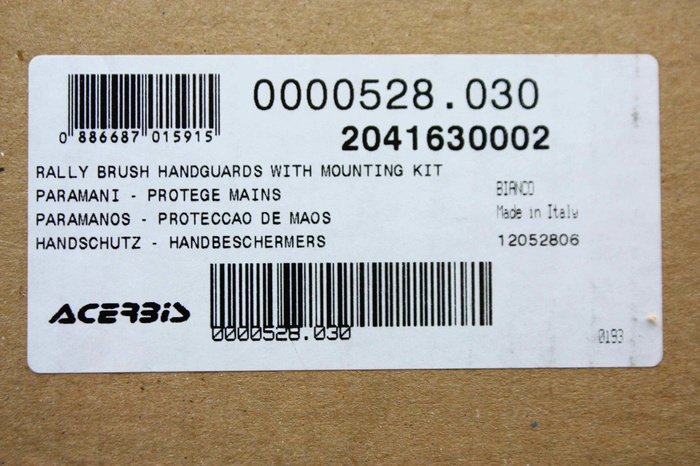 0000528.030
0 886687 015915
2041630002
RALLY BRUSH HANDGUARDS WITH MOUNTING KIT
PARAMANI - PROTEGE MAINS
BIANCO
PARAMANOS - PROTECCAO DE MAOS
Made in Italy
HANDSCHUTZ - HANDBESCHERMERS
12052806
ACERBIS
0000528.030
0193